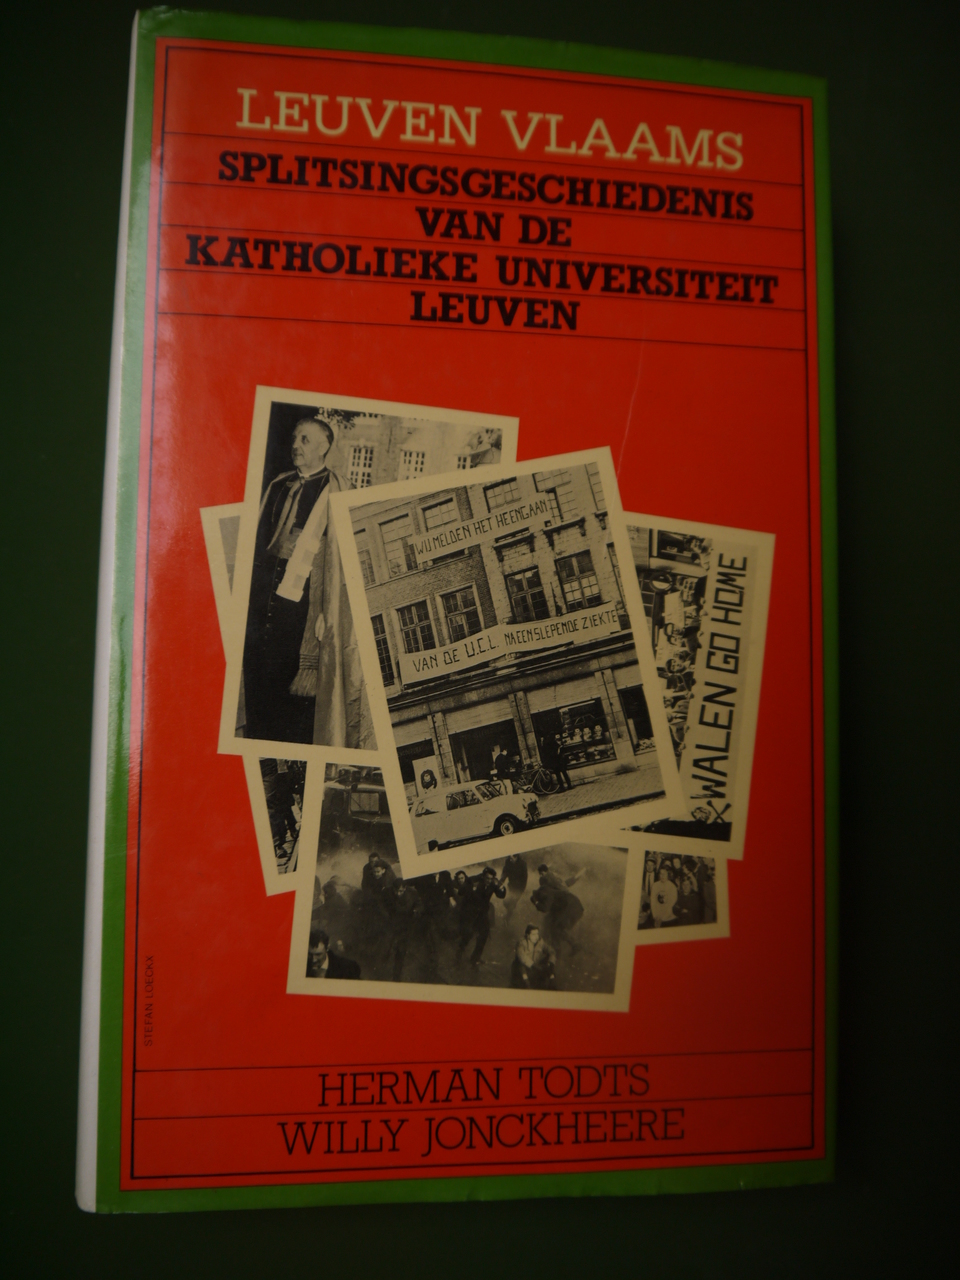 LEUVEN VLAAMS
SPLITSINGSGESCHIEDENIS
VAN DE
KATHOLIEKE UNIVERSITEIT
LEUVEN
WIJ MELDEN HET HEENGAAN
VAN DE U.C.L. NA EEN SLEPENDE ZIEKTE
WALEN GO HOME
STEFAN LOECKX
HERMAN TODTS
WILLY JONCKHEERE